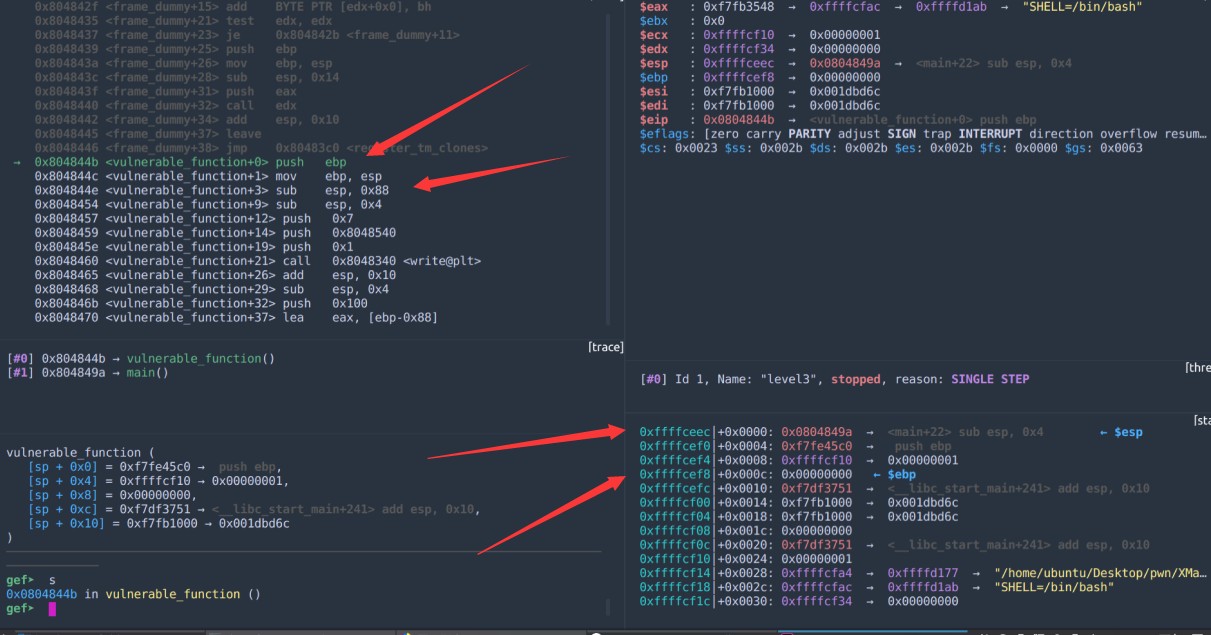 0x804842f <frame_dummy+15> add    BYTE PTR [edx+0x0], bh
0x8048435 <frame_dummy+21> test   edx, edx
0x8048437 <frame_dummy+23> je     0x804842b <frame_dummy+11>
0x8048439 <frame_dummy+25> push   ebp
0x804843a <frame_dummy+26> mov    ebp, esp
0x804843c <frame_dummy+28> sub    esp, 0x14
0x804843f <frame_dummy+31> push   eax
0x8048440 <frame_dummy+32> call   edx
0x8048442 <frame_dummy+34> add    esp, 0x10
0x8048445 <frame_dummy+37> leave
0x8048446 <frame_dummy+38> jmp    0x80483c0 <register_tm_clones>
→ 0x804844b <vulnerable_function+0> push   ebp
0x804844c <vulnerable_function+1> mov    ebp, esp
0x804844e <vulnerable_function+3> sub    esp, 0x88
0x8048454 <vulnerable_function+9> sub    esp, 0x4
0x8048457 <vulnerable_function+12> push   0x7
0x8048459 <vulnerable_function+14> push   0x8048540
0x804845e <vulnerable_function+19> push   0x1
0x8048460 <vulnerable_function+21> call   0x8048340 <write@plt>
0x8048465 <vulnerable_function+26> add    esp, 0x10
0x8048468 <vulnerable_function+29> sub    esp, 0x4
0x804846b <vulnerable_function+32> push   0x100
0x8048470 <vulnerable_function+37> lea    eax, [ebp-0x88]
[trace]
[#0] 0x804844b → vulnerable_function()
[#1] 0x804849a → main()
vulnerable_function (
[sp + 0x0] = 0xf7fe45c0 →  push ebp,
[sp + 0x4] = 0xffffcf10 → 0x00000001,
[sp + 0x8] = 0x00000000,
[sp + 0xc] = 0xf7df3751 → <__libc_start_main+241> add esp, 0x10,
[sp + 0x10] = 0xf7fb1000 → 0x001dbd6c
)
gef➤  s
0x0804844b in vulnerable_function ()
gef➤
$eax   : 0xf7fb3548 → 0xffffcfac → 0xffffd1ab → "SHELL=/bin/bash"
$ebx   : 0x0
$ecx   : 0xffffcf10 → 0x00000001
$edx   : 0xffffcf34 → 0x00000000
$esp   : 0xffffceec → 0x0804849a → <main+22> sub esp, 0x4
$ebp   : 0xffffcef8 → 0x00000000
$esi   : 0xf7fb1000 → 0x001dbd6c
$edi   : 0xf7fb1000 → 0x001dbd6c
$eip   : 0x0804844b → <vulnerable_function+0> push ebp
$eflags: [zero carry PARITY adjust SIGN trap INTERRUPT direction overflow resum…
$cs: 0x0023 $ss: 0x002b $ds: 0x002b $es: 0x002b $fs: 0x0000 $gs: 0x0063
[thre
[#0] Id 1, Name: "level3", stopped, reason: SINGLE STEP
[sta
0xffffceec|+0x0000: 0x0804849a → <main+22> sub esp, 0x4    ← $esp
0xffffcef0|+0x0004: 0xf7fe45c0 →  push ebp
0xffffcef4|+0x0008: 0xffffcf10 → 0x00000001
0xffffcef8|+0x000c: 0x00000000  ← $ebp
0xffffcefc|+0x0010: 0xf7df3751 → <__libc_start_main+241> add esp, 0x10
0xffffcf00|+0x0014: 0xf7fb1000 → 0x001dbd6c
0xffffcf04|+0x0018: 0xf7fb1000 → 0x001dbd6c
0xffffcf08|+0x001c: 0x00000000
0xffffcf0c|+0x0020: 0xf7df3751 → <__libc_start_main+241> add esp, 0x10
0xffffcf10|+0x0024: 0x00000001
0xffffcf14|+0x0028: 0xffffcfa4 → 0xffffd177 → "/home/ubuntu/Desktop/pwn/XMa…
0xffffcf18|+0x002c: 0xffffcfac → 0xffffd1ab → "SHELL=/bin/bash"
0xffffcf1c|+0x0030: 0xffffcf34 → 0x00000000